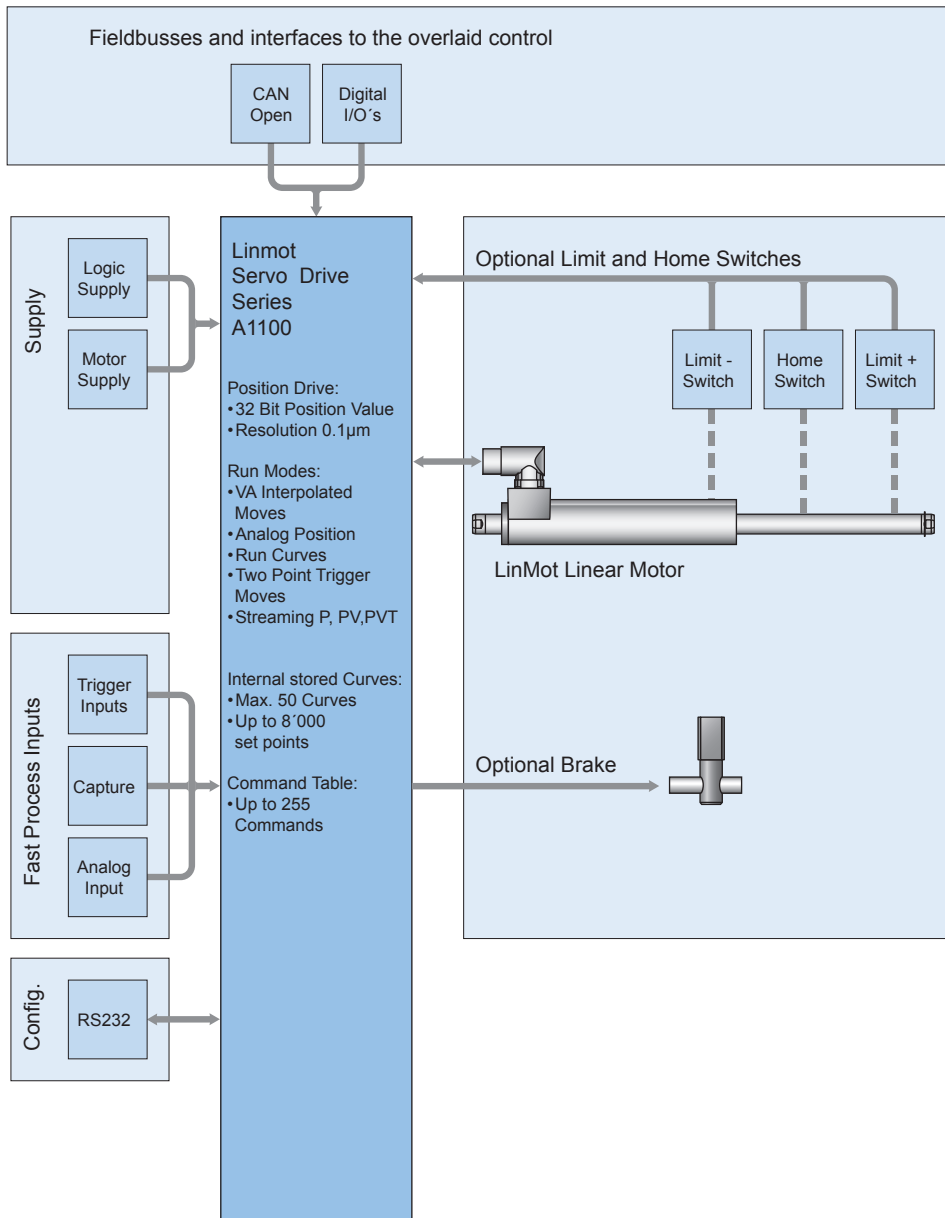 Fieldbusses and interfaces to the overlaid control
CAN
Open
Digital
I/O´s
Supply
Logic
Supply
Motor
Supply
Linmot
Servo Drive
Series
A1100
Position Drive:
•32 Bit Position Value
•Resolution 0.1µm
Run Modes:
•VA Interpolated
Moves
•Analog Position
•Run Curves
•Two Point Trigger
Moves
•Streaming P, PV,PVT
Internal stored Curves:
•Max. 50 Curves
•Up to 8´000
set points
Command Table:
•Up to 255
Commands
Optional Limit and Home Switches
Limit -
Switch
Home
Switch
Limit +
Switch
LinMot Linear Motor
Optional Brake
Fast Process Inputs
Trigger
Inputs
Capture
Analog
Input
Config.
RS232